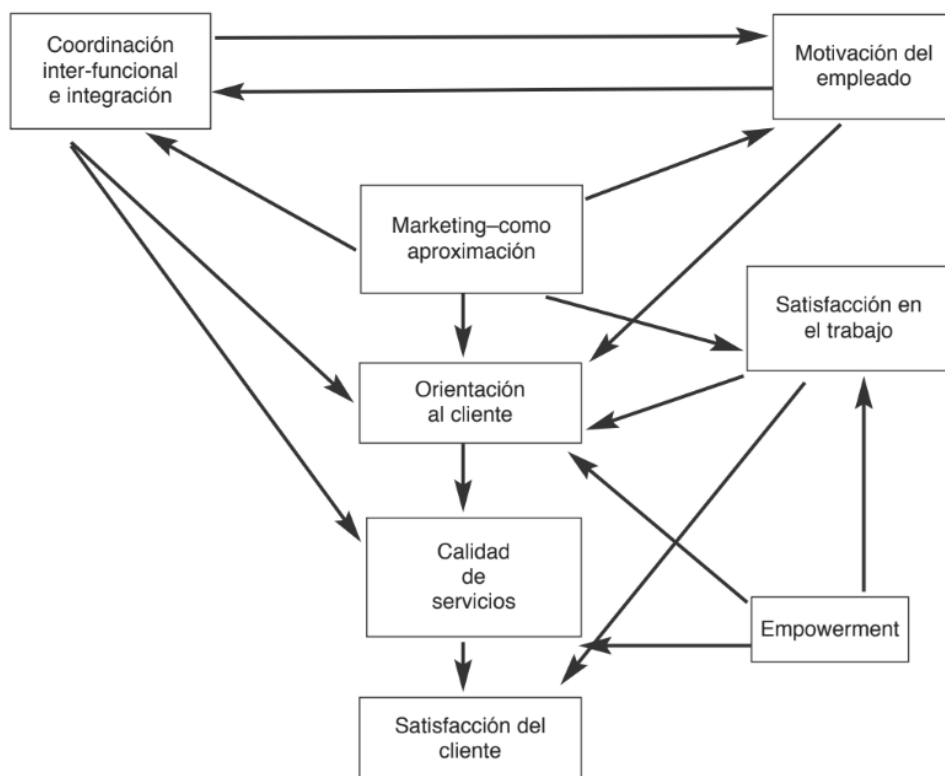 Coordinación
inter-funcional
e integración
Motivación del
empleado
Marketing–como
aproximación
Satisfacción en
el trabajo
Orientación
al cliente
Calidad
de
servicios
Empowerment
Satisfacción del
cliente